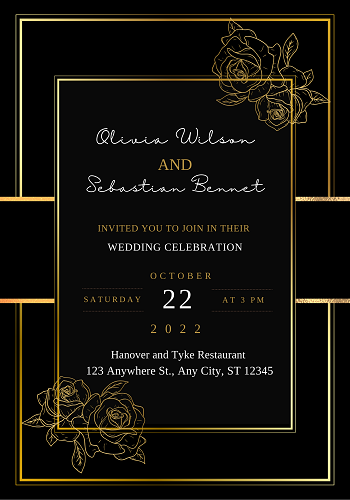 Olivia Wilson
AND
Sebastian Bennet
INVITED YOU TO JOIN IN THEIR
WEDDING CELEBRATION
OCTOBER
SATURDAY 22 AT 3 PM
2022
Hanover and Tyke Restaurant
123 Anywhere St., Any City, ST 12345